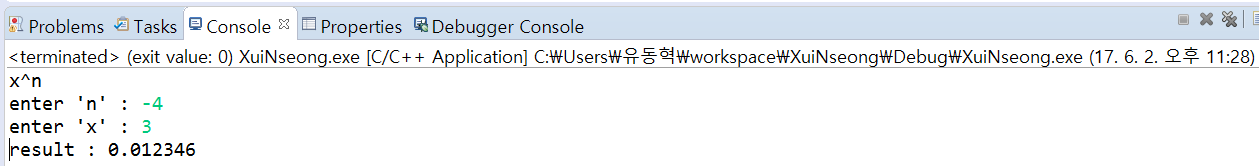 Problems Tasks Console Properties Debugger Console
<terminated> (exit value: 0) XuiNseong.exe [C/C++ Application] C:₩Users₩유동혁₩workspace₩XuiNseong₩Debug₩XuiNseong.exe (17. 6. 2. 오후 11:28)
x^n
enter 'n' : -4
enter 'x' : 3
result : 0.012346